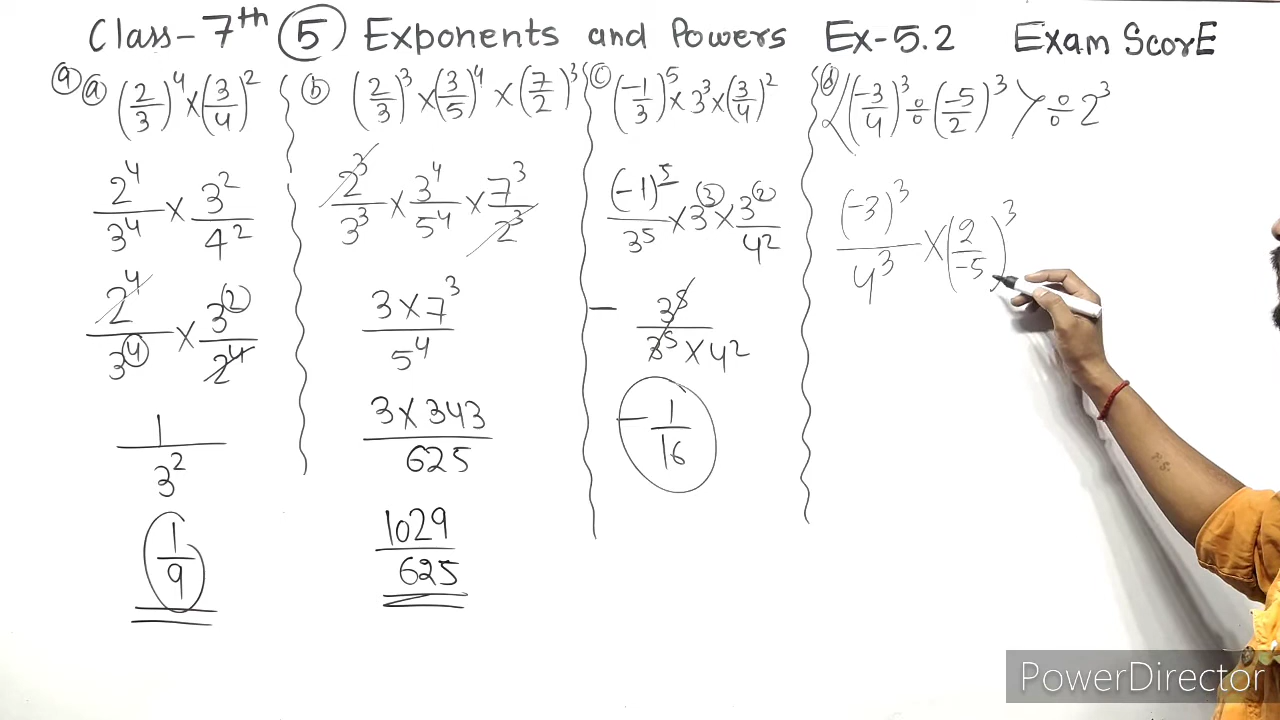 Class-7th (5) Exponents and Powers Ex-5.2 Exam ScorE
(9) (a) (2/3)^4 × (3/4)^2
2^4/3^4 × 3^2/4^2
2^4/3^4 × 3^2/2^4
1/3^2
1/9
(b) (2/3)^3 × (3/5)^4 × (7/2)^3
2^3/3^3 × 3^4/5^4 × 7^3/2^3
3×7^3/5^4
3×343/625
1029/625
(c) (-1/3)^5 × 3^3 × (3/4)^2
(-1)^5/3^5 × 3^3 × 3^2/4^2
- 3^5/3^5×4^2
- 1/16
(d) <(-3/4)^3 ÷ (-5/2)^3> ÷ 2^3
(-3)^3/4^3 × (2/-5)^3
PowerDirector